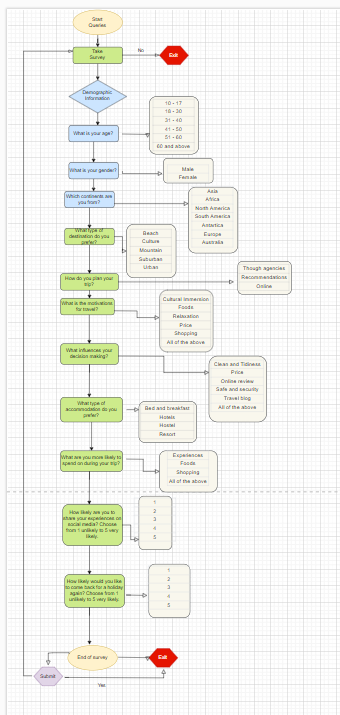 Start
Queries
Take
Survey
No
Exit
Demographic
Information
What is your age?
10 - 17
18 - 30
31 - 40
41 - 50
51 - 60
60 and above
What is your gender?
Male
Female
Which continents are
you from?
Asia
Africa
North America
South America
Antartica
Europe
Australia
What type of
destination do you
prefer?
Beach
Culture
Mountain
Suburban
Urban
How do you plan your
trip?
Though agencies
Recommendations
Online
What is the motivations
for travel?
Cultural Immersion
Foods
Relaxation
Price
Shopping
All of the above
What influences your
decision making?
Clean and Tidiness
Price
Online review
Safe and security
Travel blog
All of the above
What type of
accommodation do you
prefer?
Bed and breakfast
Hotels
Hostel
Resort
What are you more likely to
spend on during your trip?
Experiences
Foods
Shopping
All of the above
How likely are you to
share your experiences on
social media? Choose
from 1 unlikely to 5 very
likely
1
2
3
4
5
How likely would you like
to come back for a holiday
again? Choose from 1
unlikely to 5 very likely.
1
2
3
4
5
End of survey
Exit
Submit
Yes